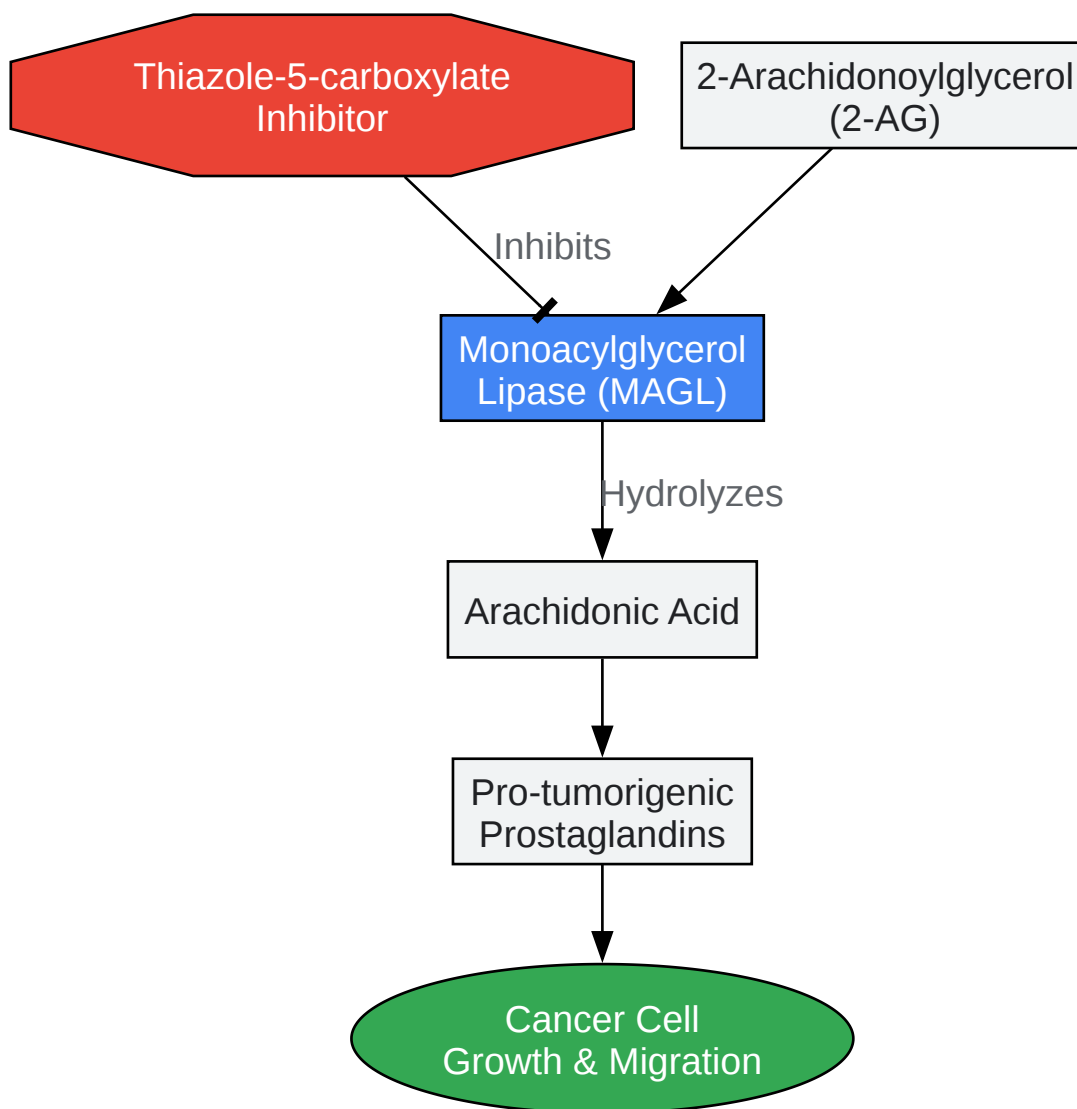 Thiazole-5-carboxylate
Inhibitor
2-Arachidonoylglycerol
(2-AG)
Inhibits
Monoacylglycerol
Lipase (MAGL)
Hydrolyzes
Arachidonic Acid
Pro-tumorigenic
Prostaglandins
Cancer Cell
Growth & Migration